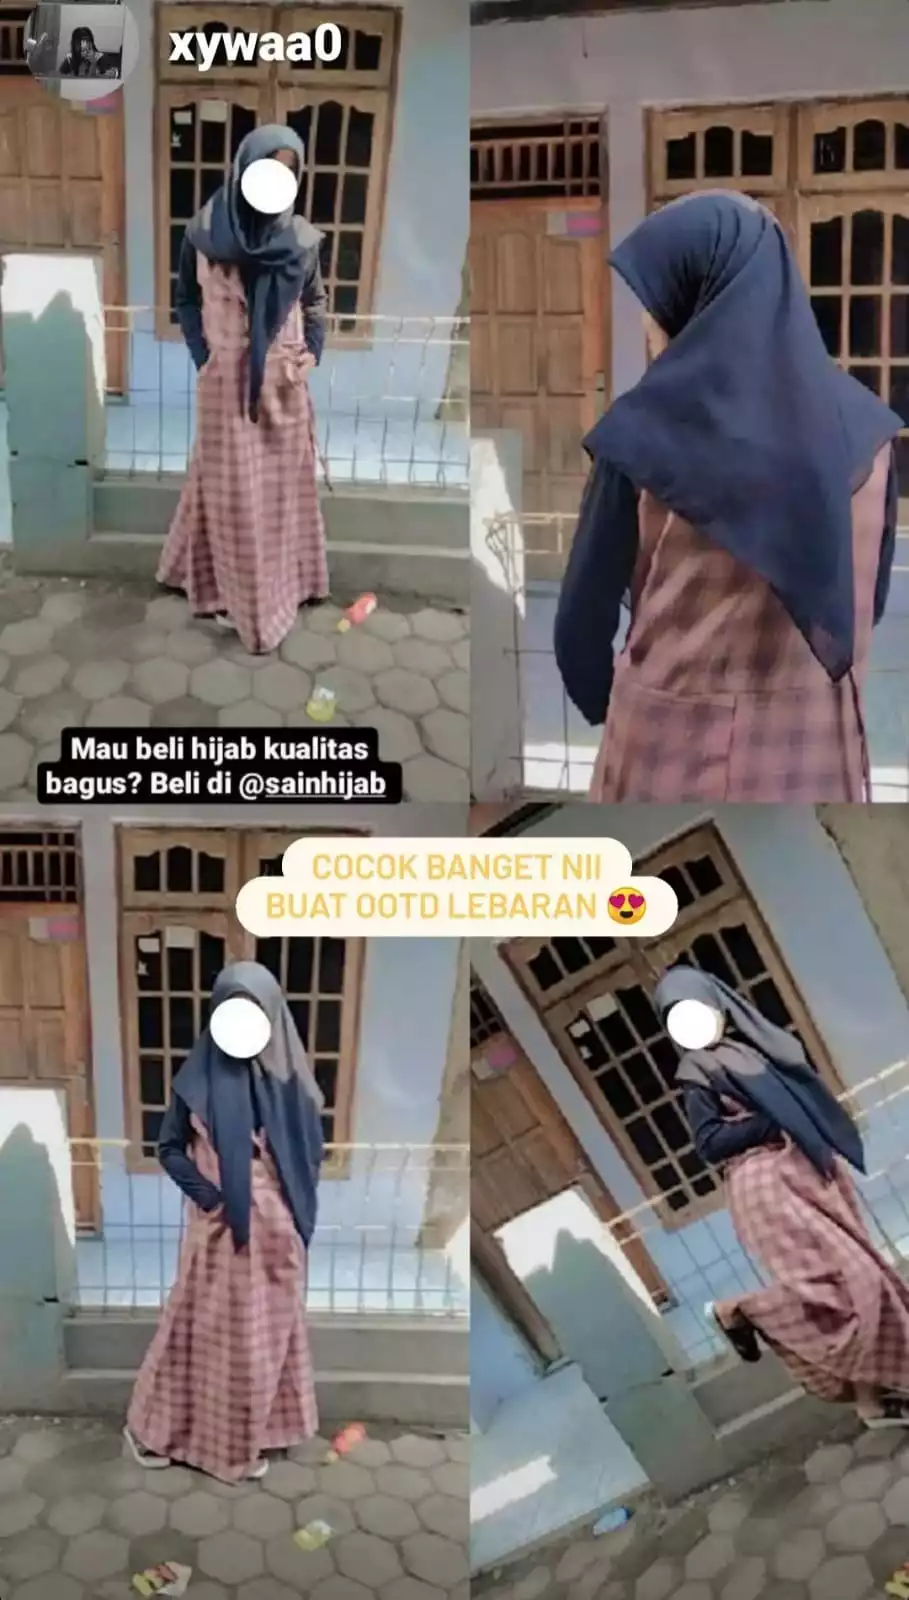 xywaa0
Mau beli hijab kualitas
bagus? Beli di @sainhijab
COCOK BANGET NII
BUAT OOTD LEBARAN 😍